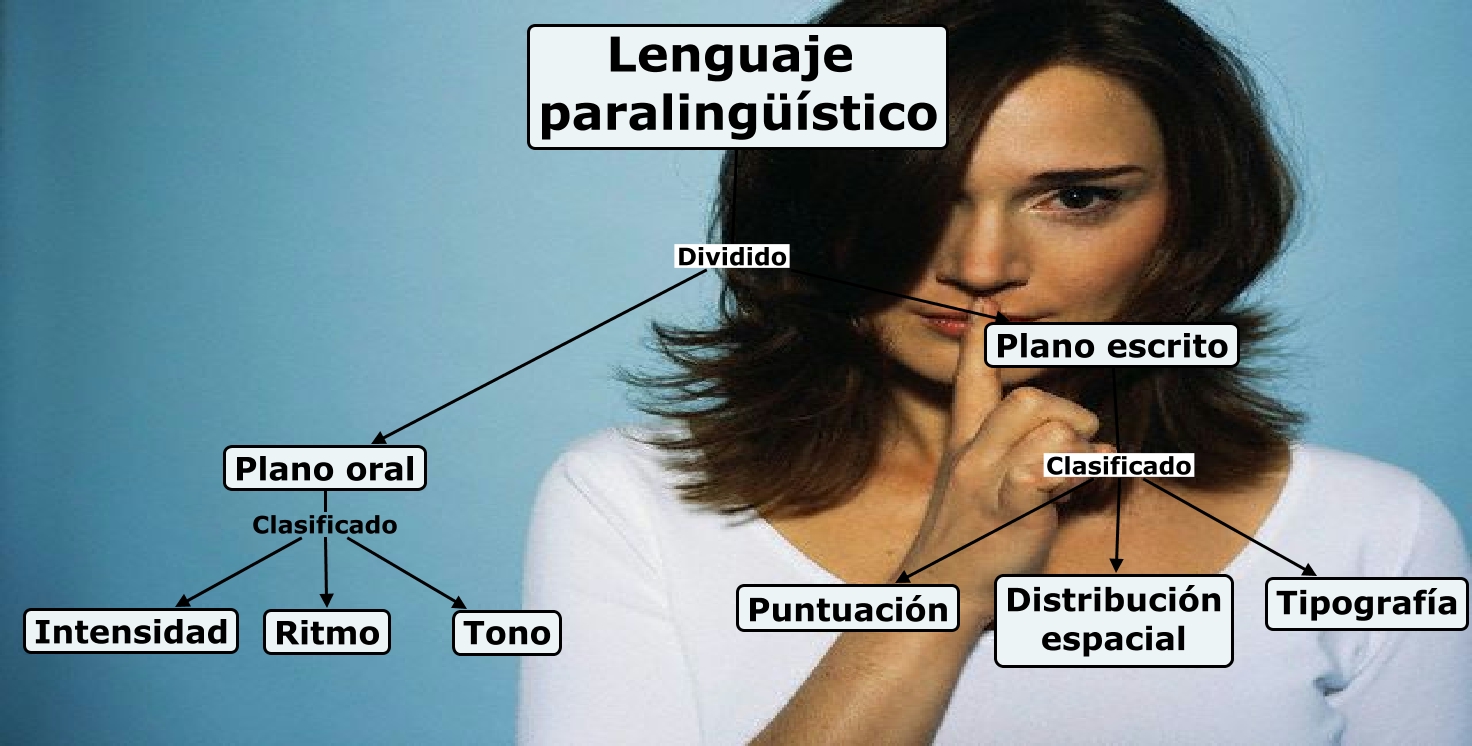 Lenguaje
paralingüístico
Dividido
Plano escrito
Plano oral
Clasificado
Clasificado
Intensidad
Ritmo
Tono
Puntuación
Distribución
espacial
Tipografía